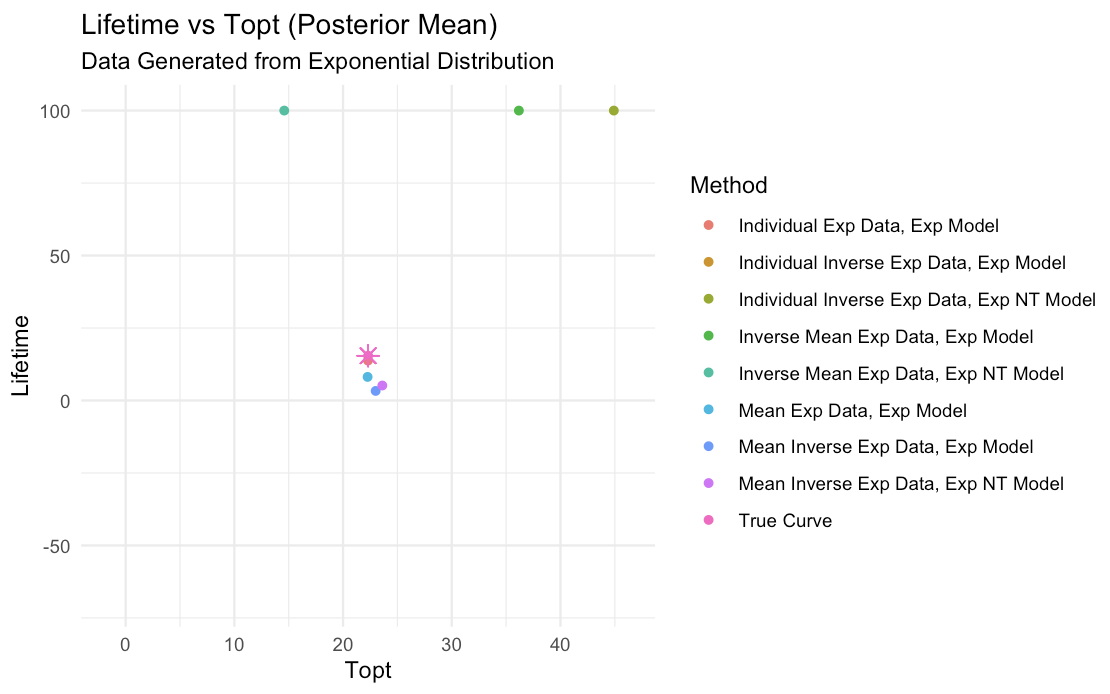 Lifetime vs Topt (Posterior Mean)
Data Generated from Exponential Distribution
100
50
0
-50
Lifetime
0
10
20
30
40
Topt
Method
Individual Exp Data, Exp Model
Individual Inverse Exp Data, Exp Model
Individual Inverse Exp Data, Exp NT Model
Inverse Mean Exp Data, Exp Model
Inverse Mean Exp Data, Exp NT Model
Mean Exp Data, Exp Model
Mean Inverse Exp Data, Exp Model
Mean Inverse Exp Data, Exp NT Model
True Curve